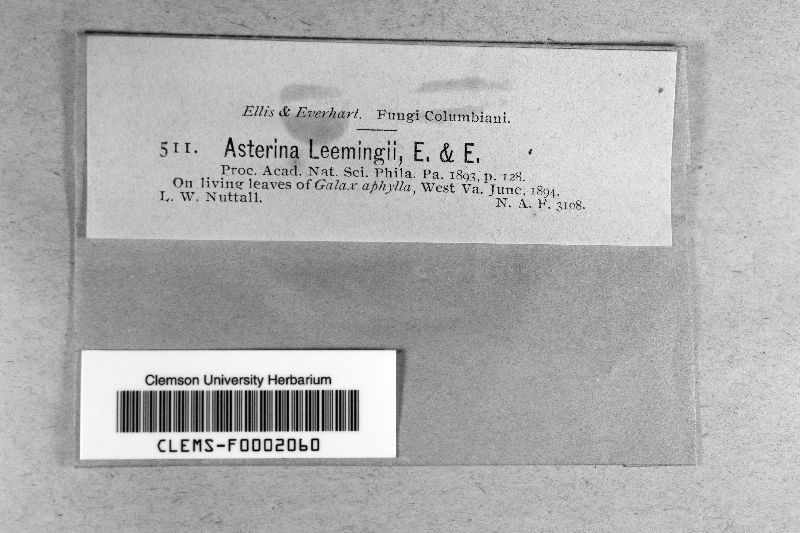 Ellis & Everhart. Fungi Columbiani.
511. Asterina Leemingii, E. & E.
Proc. Acad. Nat. Sci. Phila. Pa. 1893, p. 128.
On living leaves of Galax aphylla, West Va. June, 1894.
L. W. Nuttall. N. A. F. 3108.
Clemson University Herbarium
CLEMS-F0002060